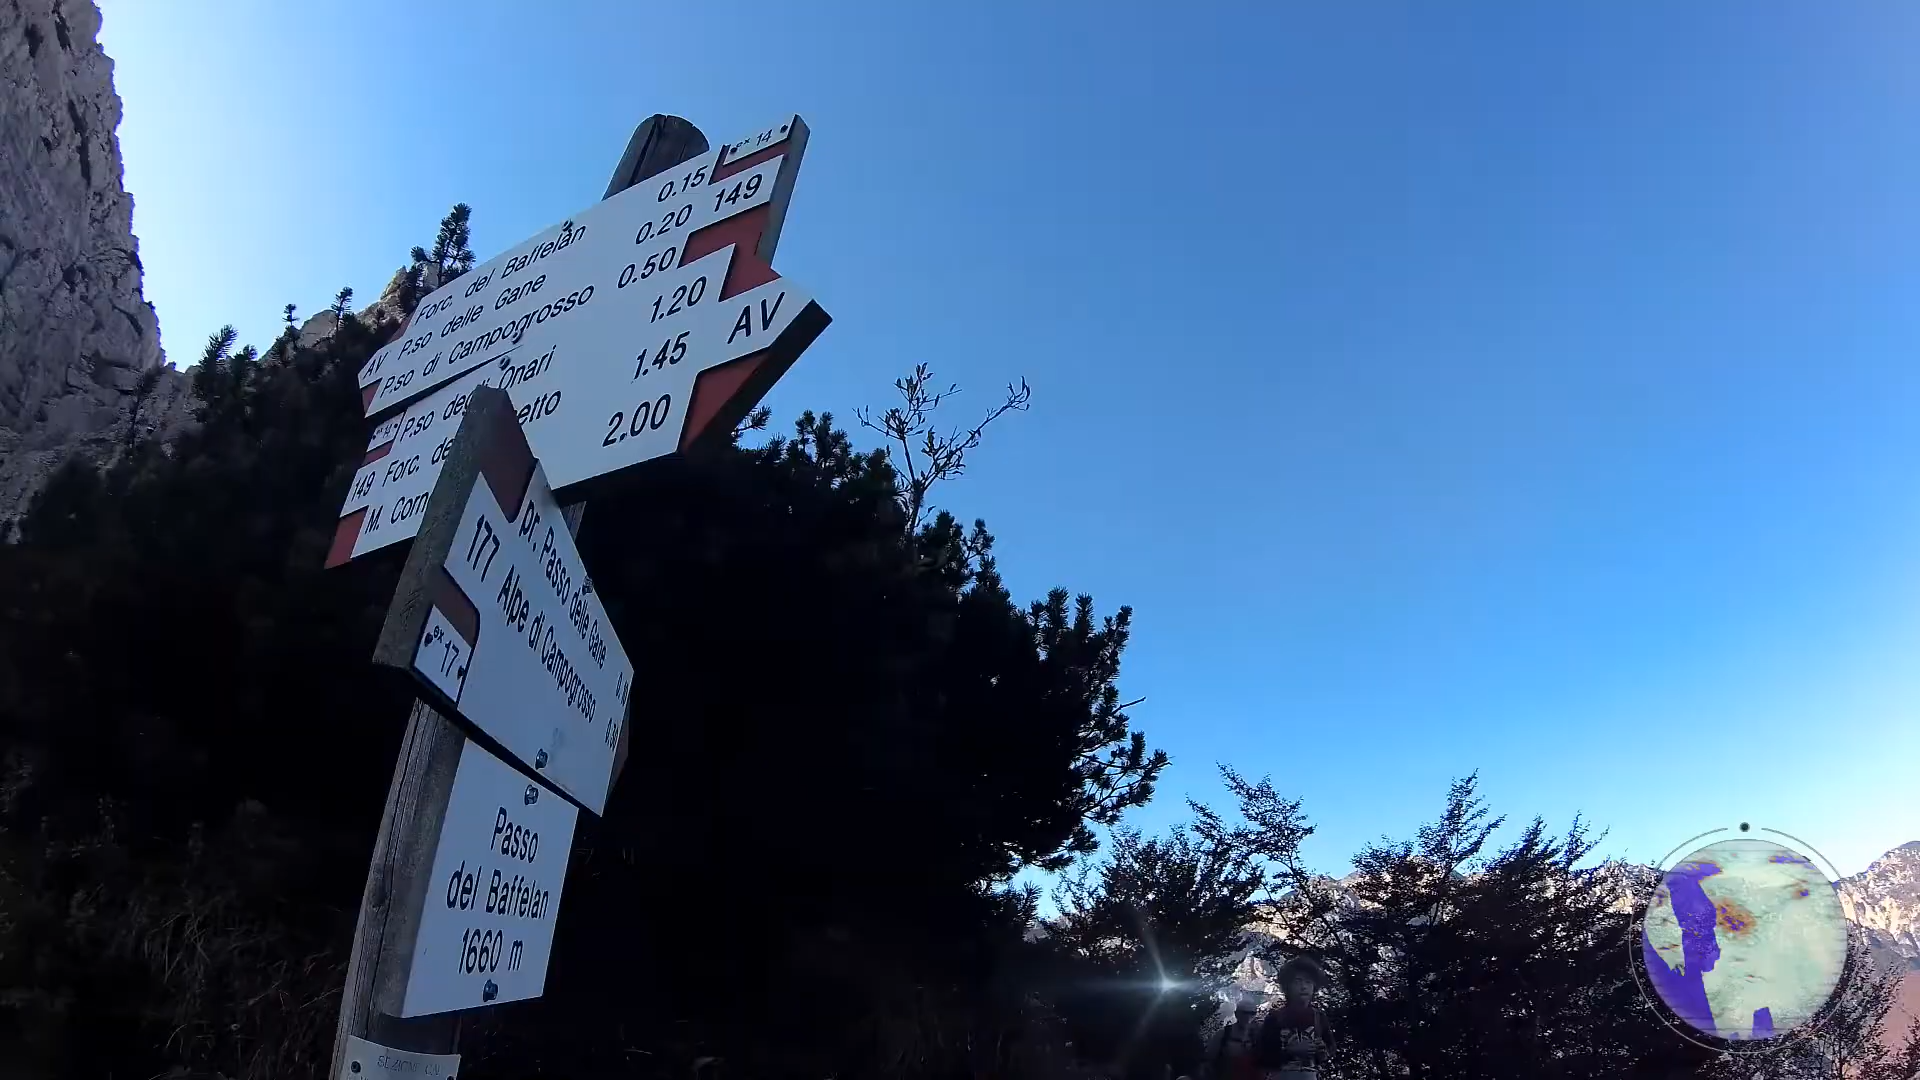 ex 14
Forc. del Baffelàn 0.15
AV P.so delle Gane 0.20 149
P.so di Campogrosso 0.50
P.so degli Onari 1.20
149 Forc. 1.45 AV
M. 2.00
pr. Passo delle Gane
177 Alpe di Campogrosso
ex 17
Passo
del Baffelan
1660 m